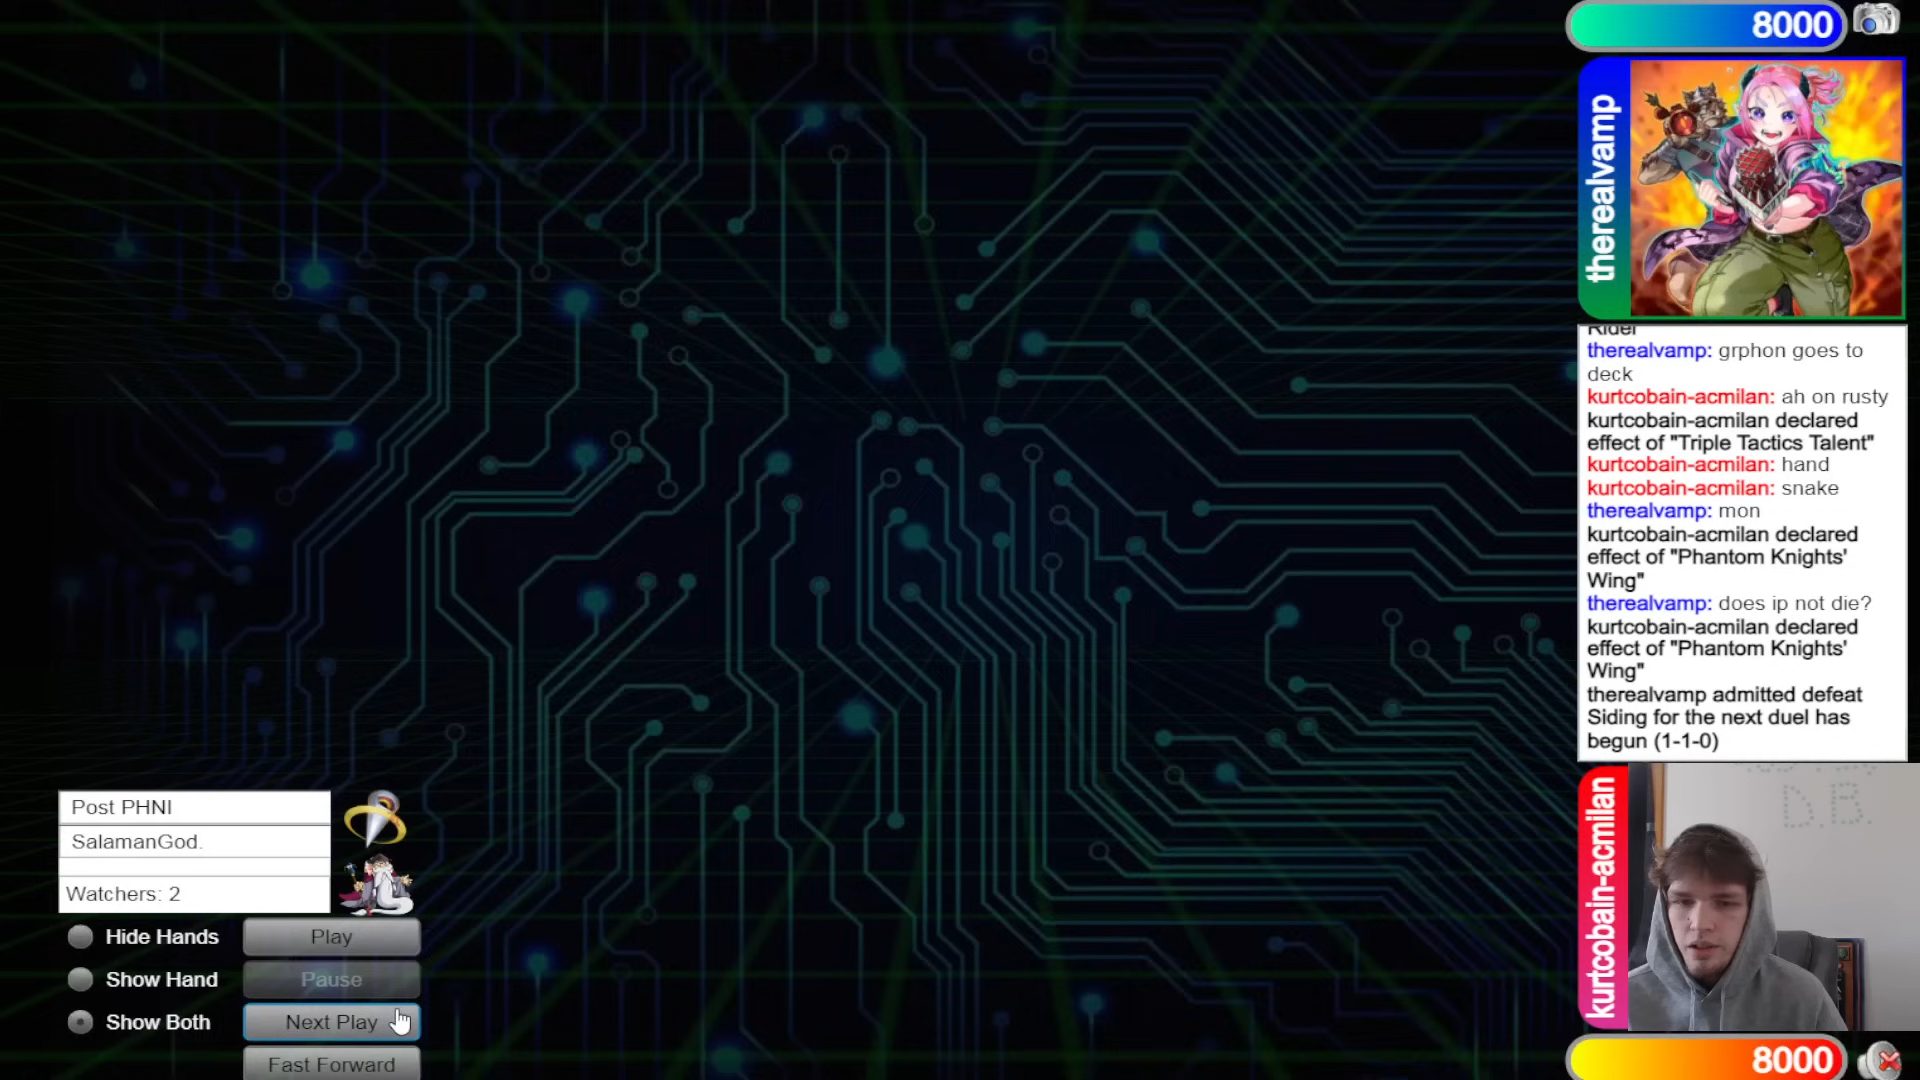 8000
therealvamp
Rider
therealvamp: grphon goes to
deck
kurtcobain-acmilan: ah on rusty
kurtcobain-acmilan declared
effect of "Triple Tactics Talent"
kurtcobain-acmilan: hand
kurtcobain-acmilan: snake
therealvamp: mon
kurtcobain-acmilan declared
effect of "Phantom Knights'
Wing"
therealvamp: does ip not die?
kurtcobain-acmilan declared
effect of "Phantom Knights'
Wing"
therealvamp admitted defeat
Siding for the next duel has
begun (1-1-0)
kurtcobain-acmilan
D.B.
8000
Post PHNI
SalamanGod.
Watchers: 2
Hide Hands
Play
Show Hand
Pause
Show Both
Next Play
Fast Forward